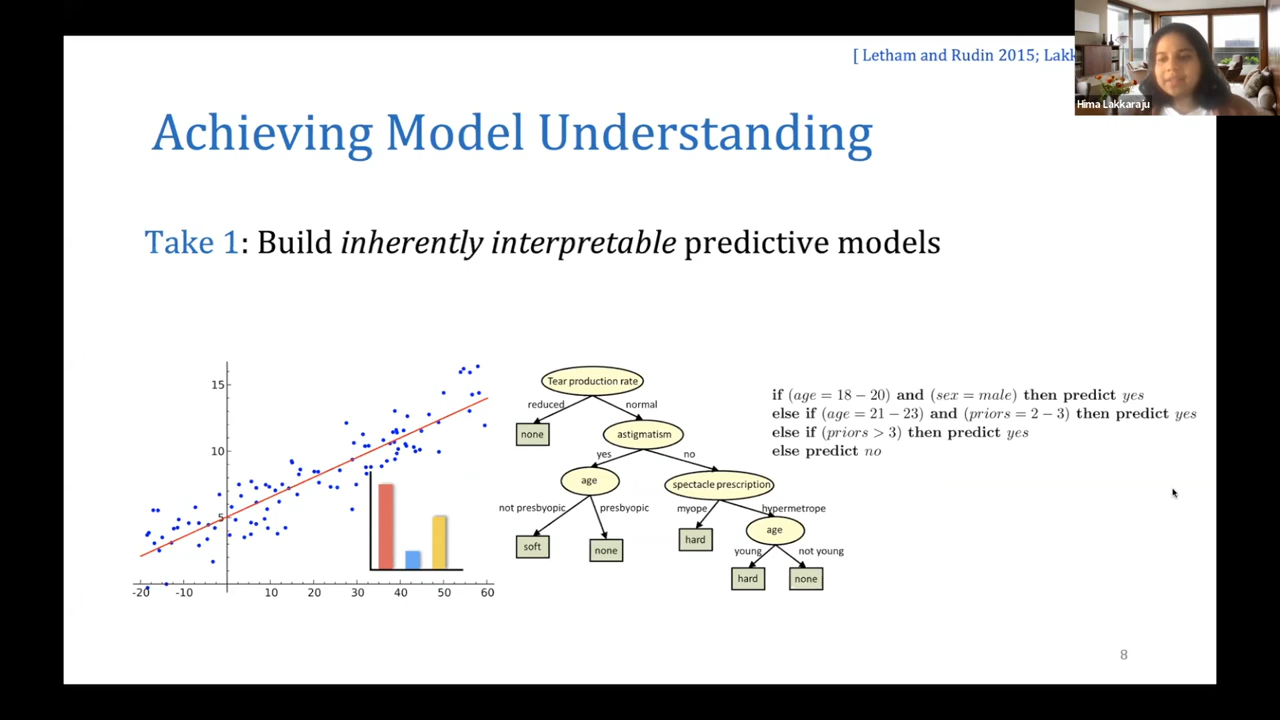 [ Letham and Rudin 2015; Lakk
Hima Lakkaraju
Achieving Model Understanding
Take 1: Build inherently interpretable predictive models
15
10
5
-20 -10 10 20 30 40 50 60
Tear production rate
reduced normal
none astigmatism
yes no
age spectacle prescription
not presbyopic presbyopic myope hypermetrope
soft none hard age
young not young
hard none
if (age = 18 − 20) and (sex = male) then predict yes
else if (age = 21 − 23) and (priors = 2 − 3) then predict yes
else if (priors > 3) then predict yes
else predict no
8